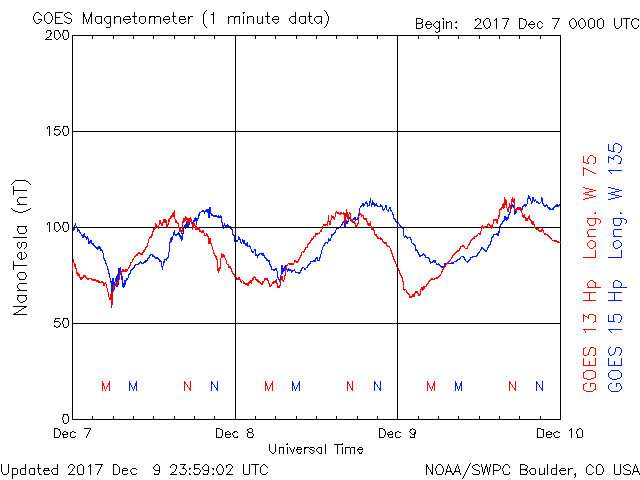 GOES Magnetometer (1 minute data)
Begin: 2017 Dec 7 0000 UTC
200
150
100
50
0
NanoTesla (nT)
M M N N M M N N M M N N
Dec 7 Dec 8 Dec 9 Dec 10
Universal Time
GOES 13 Hp Long. W 75
GOES 15 Hp Long. W 135
Updated 2017 Dec 9 23:59:02 UTC
NOAA/SWPC Boulder, CO USA